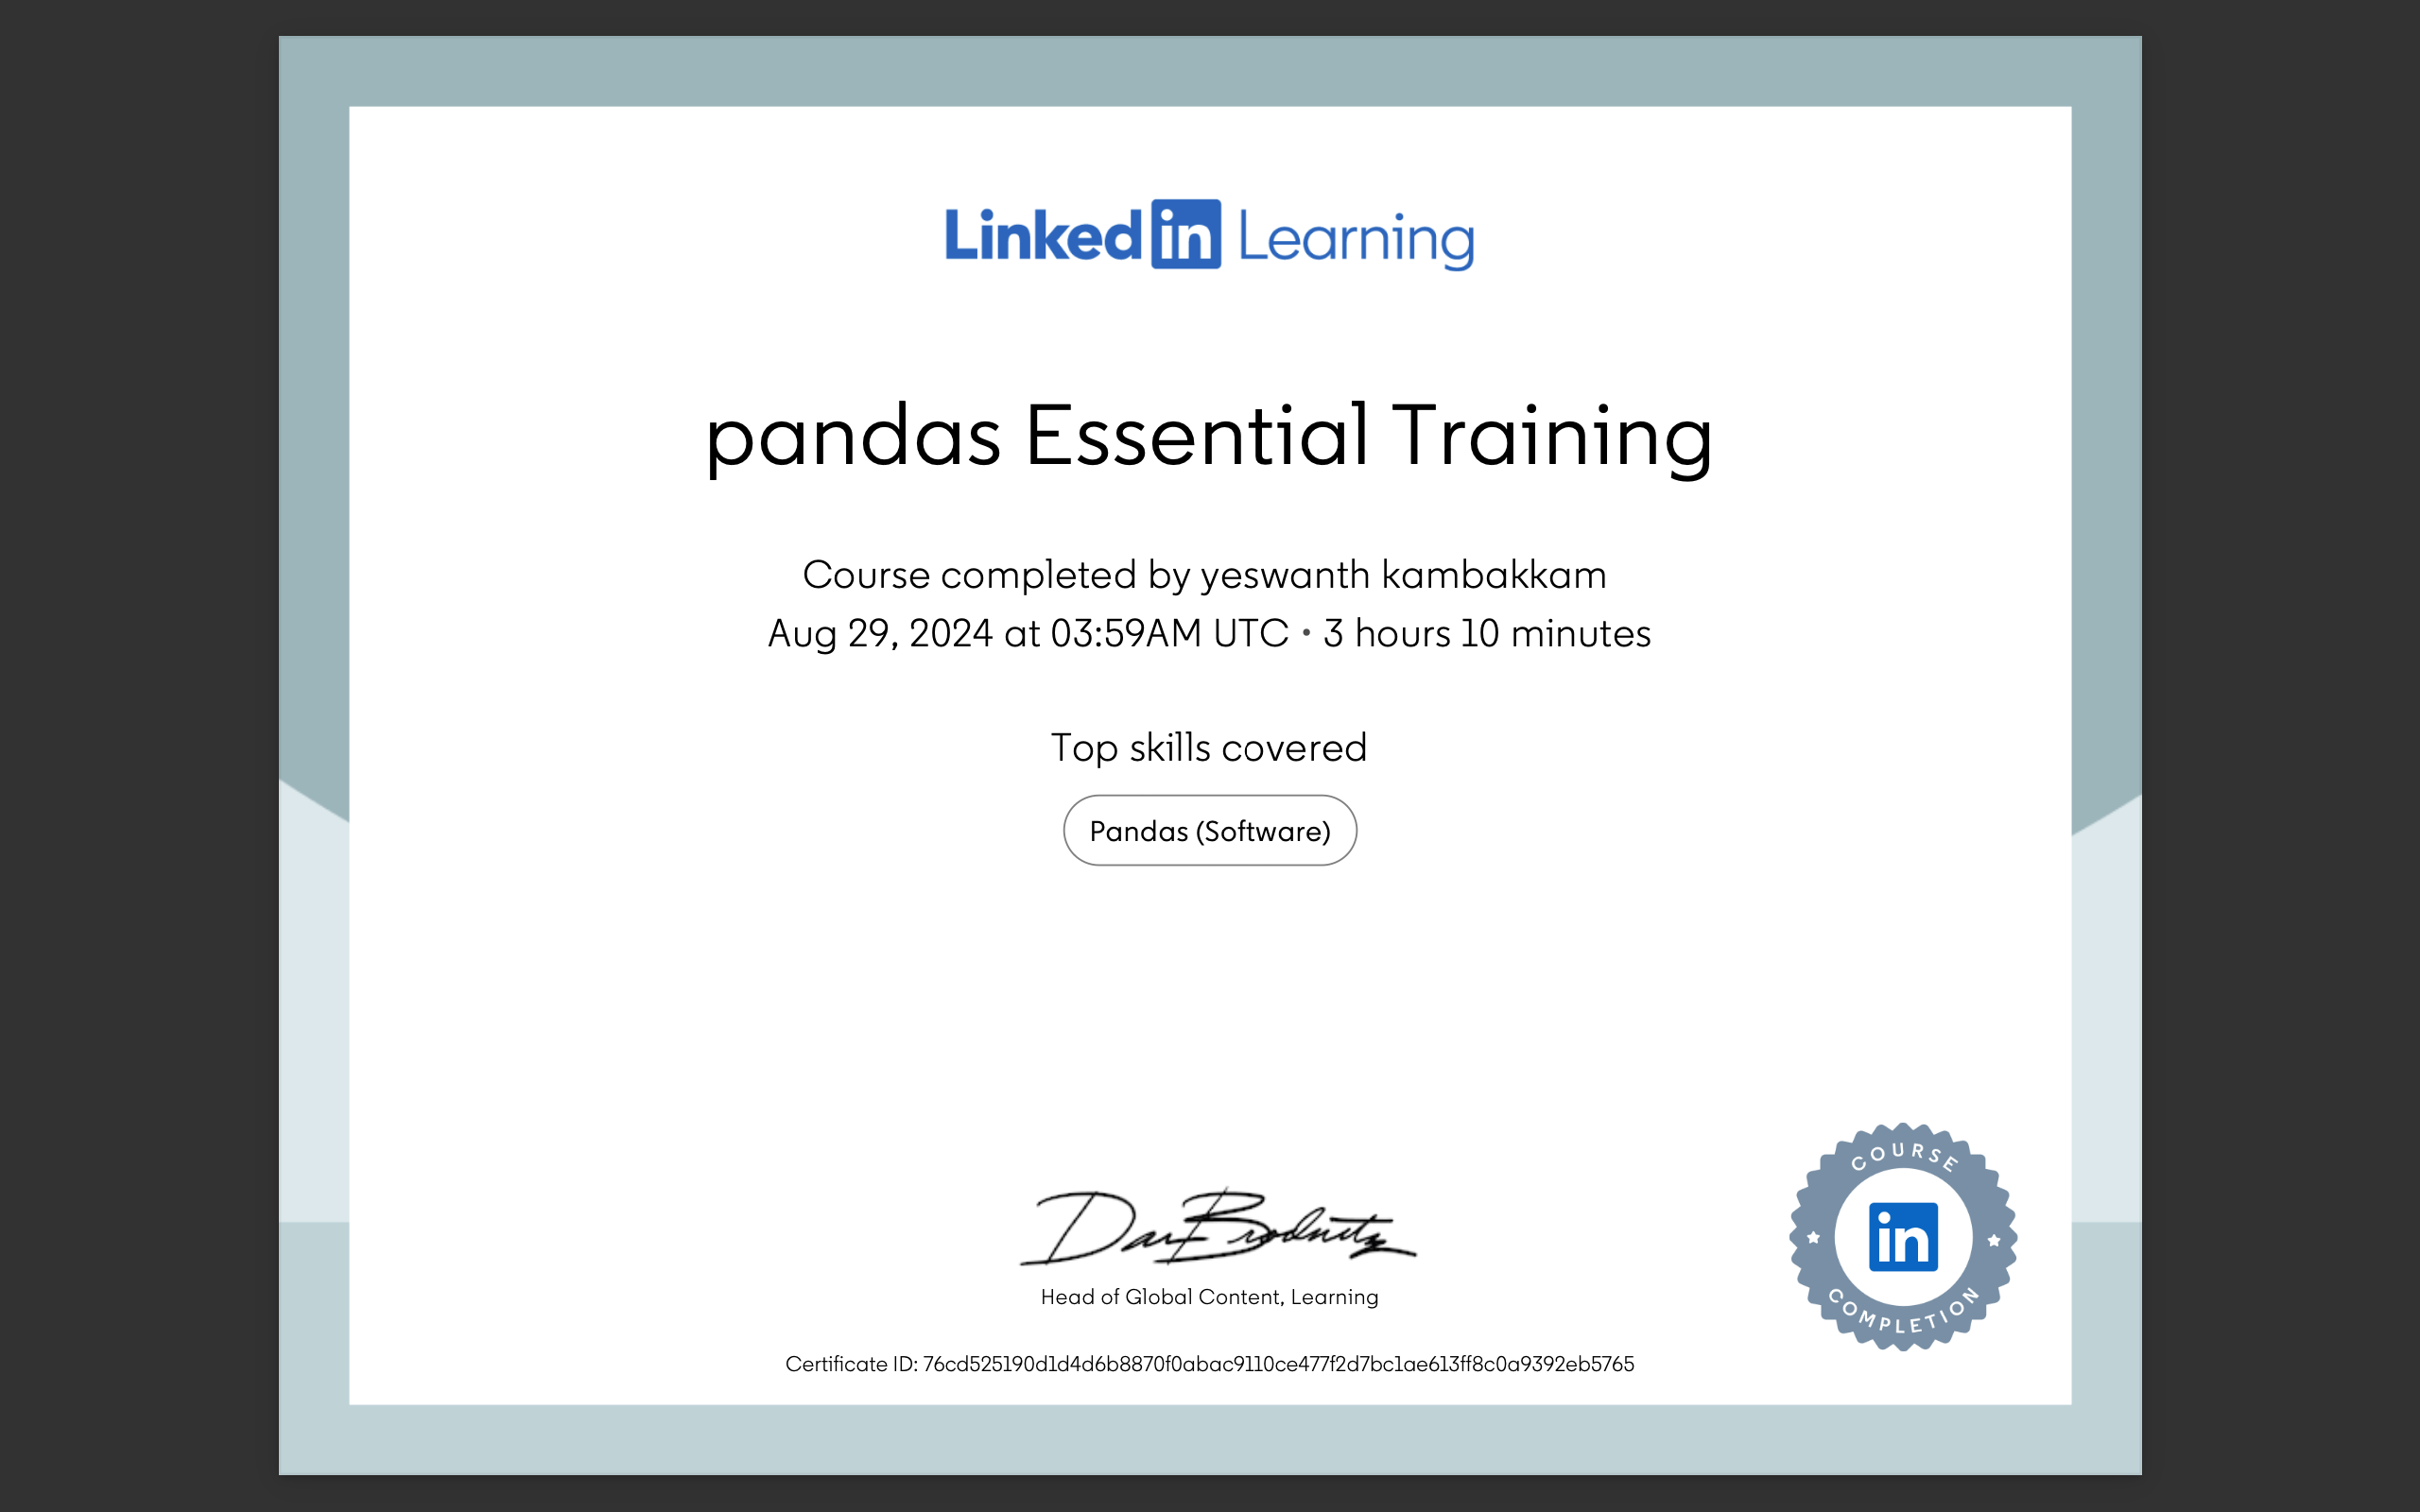 Linked in Learning
pandas Essential Training
Course completed by yeswanth kambakkam
Aug 29, 2024 at 03:59AM UTC • 3 hours 10 minutes
Top skills covered
Pandas (Software)
Dan Brodnitz
Head of Global Content, Learning
Certificate ID: 76cd525190d1d4d6b8870f0abac9110ce477f2d7bc1ae613ff8c0a9392eb5765
COURSE
in
COMPLETION